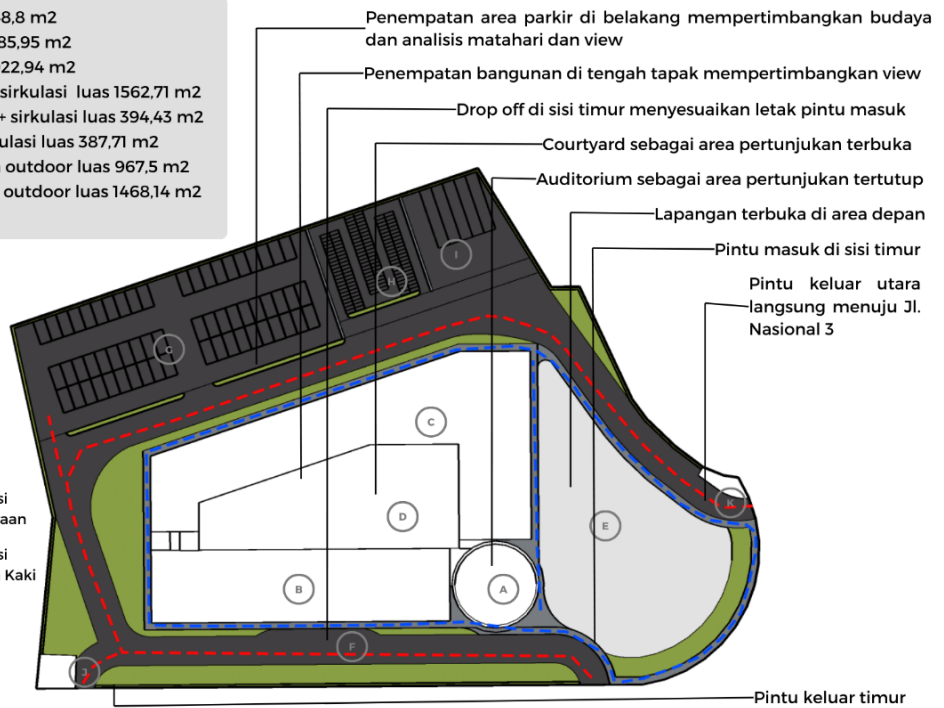 8,8 m2
85,95 m2
22,94 m2
sirkulasi luas 1562,71 m2
+ sirkulasi luas 394,43 m2
ulasi luas 387,71 m2
outdoor luas 967,5 m2
outdoor luas 1468,14 m2
Penempatan area parkir di belakang mempertimbangkan budaya
dan analisis matahari dan view
Penempatan bangunan di tengah tapak mempertimbangkan view
Drop off di sisi timur menyesuaikan letak pintu masuk
Courtyard sebagai area pertunjukan terbuka
Auditorium sebagai area pertunjukan tertutup
Lapangan terbuka di area depan
Pintu masuk di sisi timur
Pintu keluar utara
langsung menuju Jl.
Nasional 3
I
H
G
C
K
D
E
si
aan
si
Kaki
B
A
F
J
Pintu keluar timur